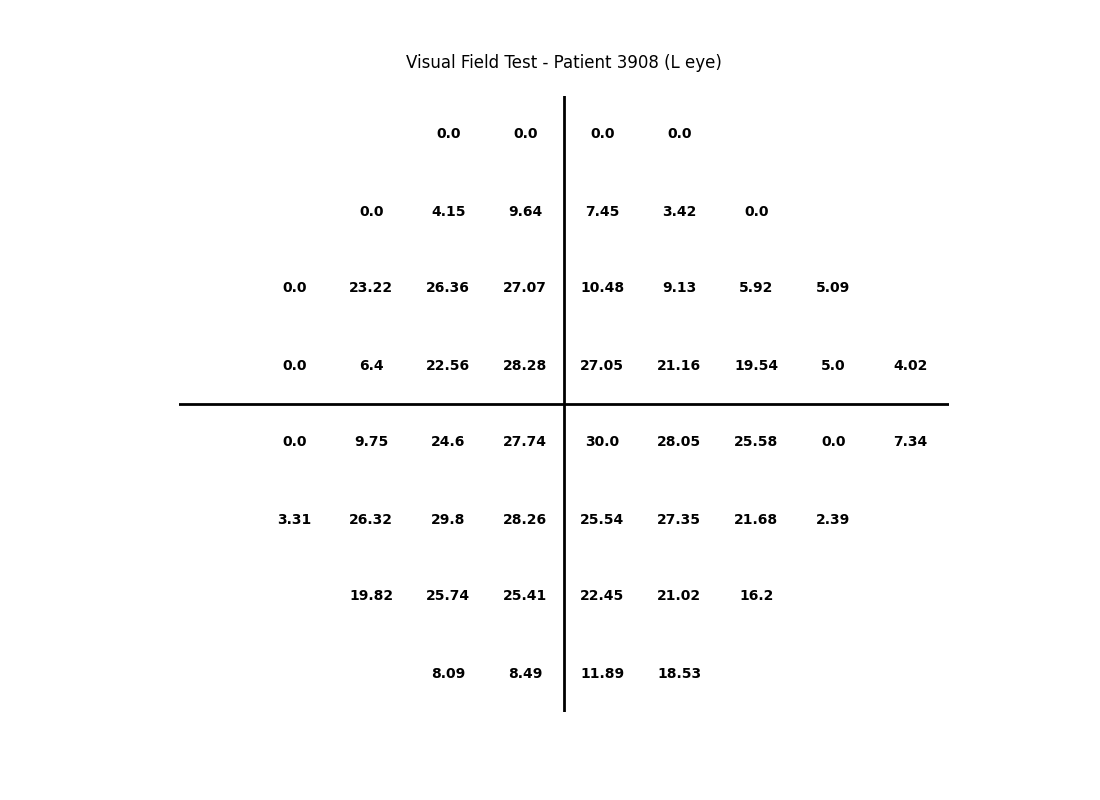 Visual Field Test - Patient 3908 (L eye)
0.0 0.0 0.0 0.0
0.0 4.15 9.64 7.45 3.42 0.0
0.0 23.22 26.36 27.07 10.48 9.13 5.92 5.09
0.0 6.4 22.56 28.28 27.05 21.16 19.54 5.0 4.02
0.0 9.75 24.6 27.74 30.0 28.05 25.58 0.0 7.34
3.31 26.32 29.8 28.26 25.54 27.35 21.68 2.39
19.82 25.74 25.41 22.45 21.02 16.2
8.09 8.49 11.89 18.53